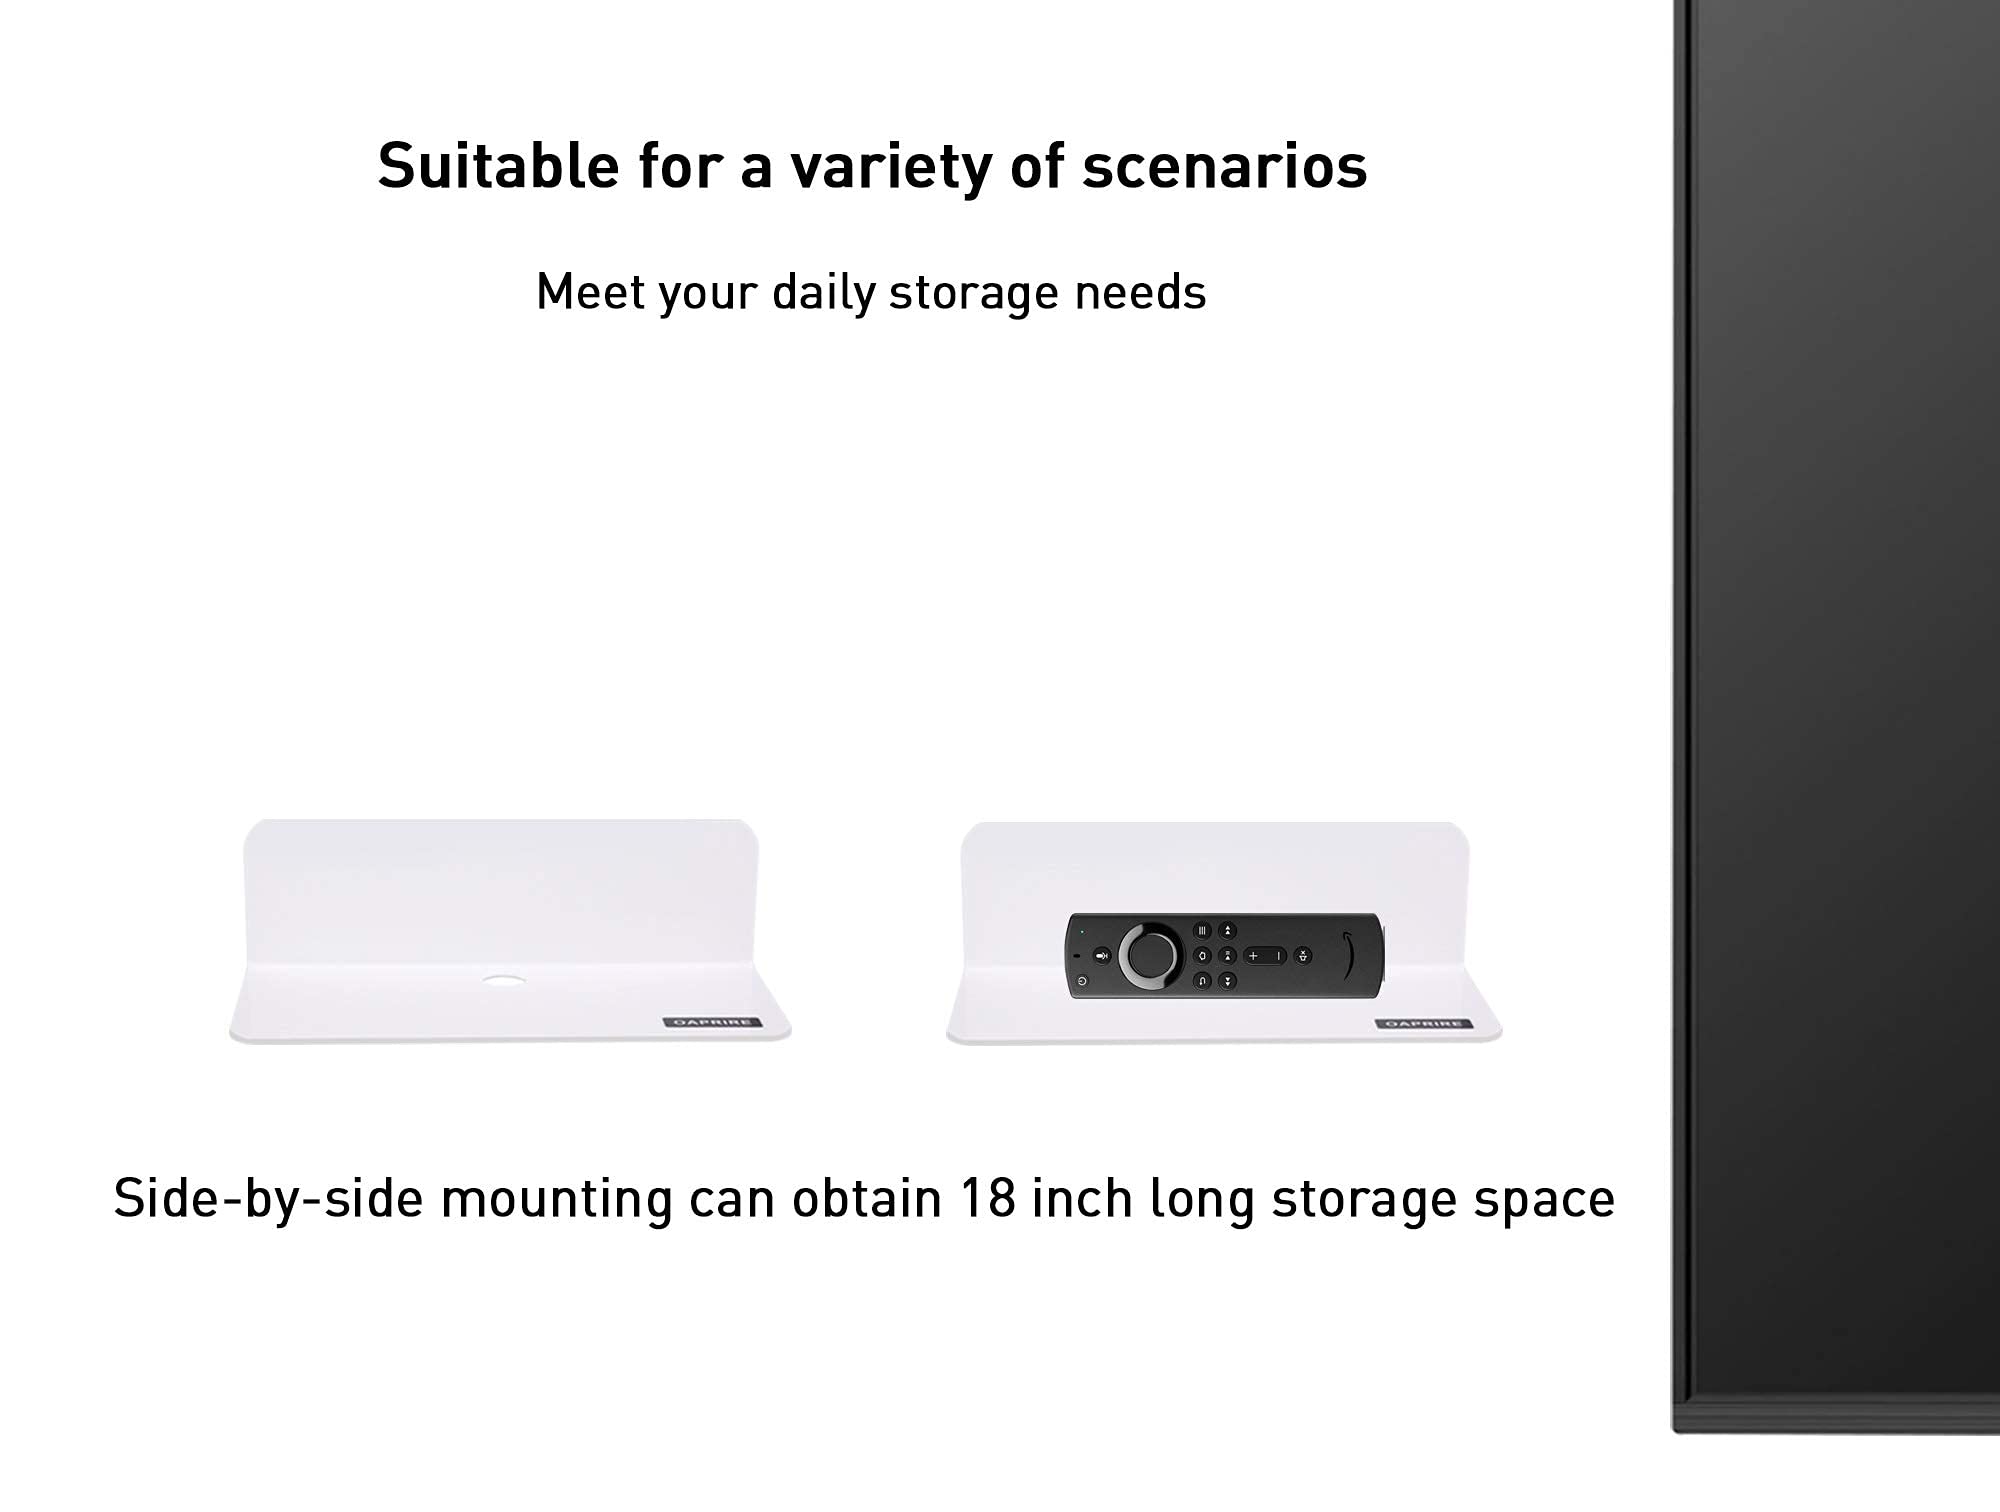 Suitable for a variety of scenarios
Meet your daily storage needs
OAPRIRE
OAPRIRE
Side-by-side mounting can obtain 18 inch long storage space